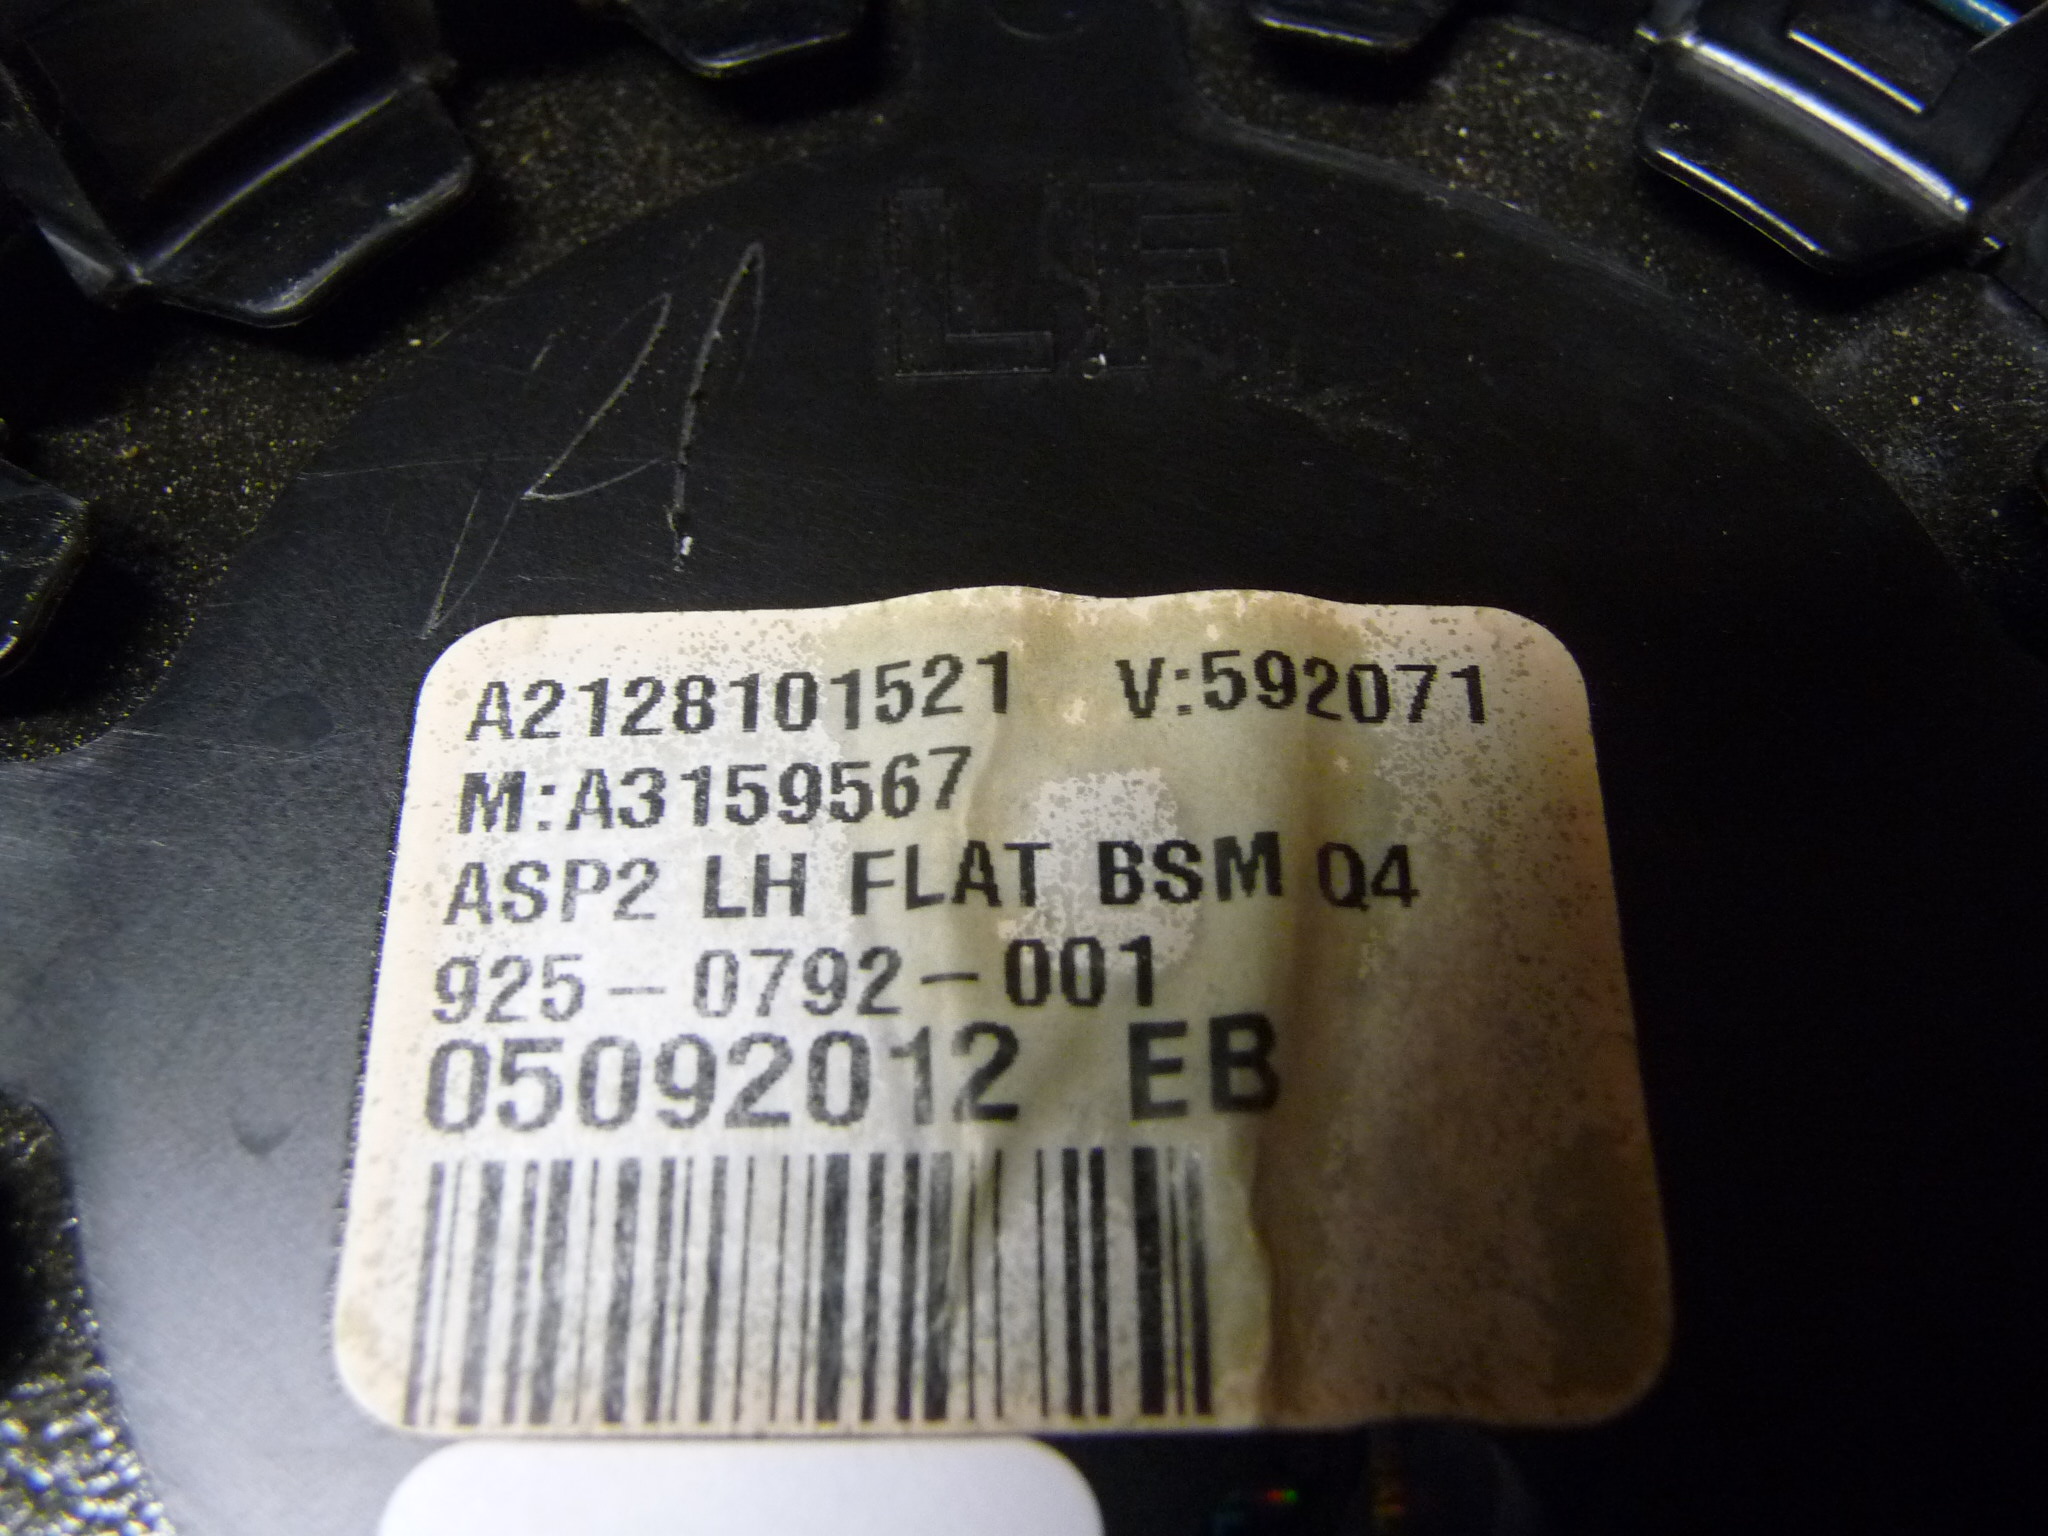 LF
A2128101521 V:592071
M:A3159567
ASP2 LH FLAT BSM Q4
925-0792-001
05092012 EB